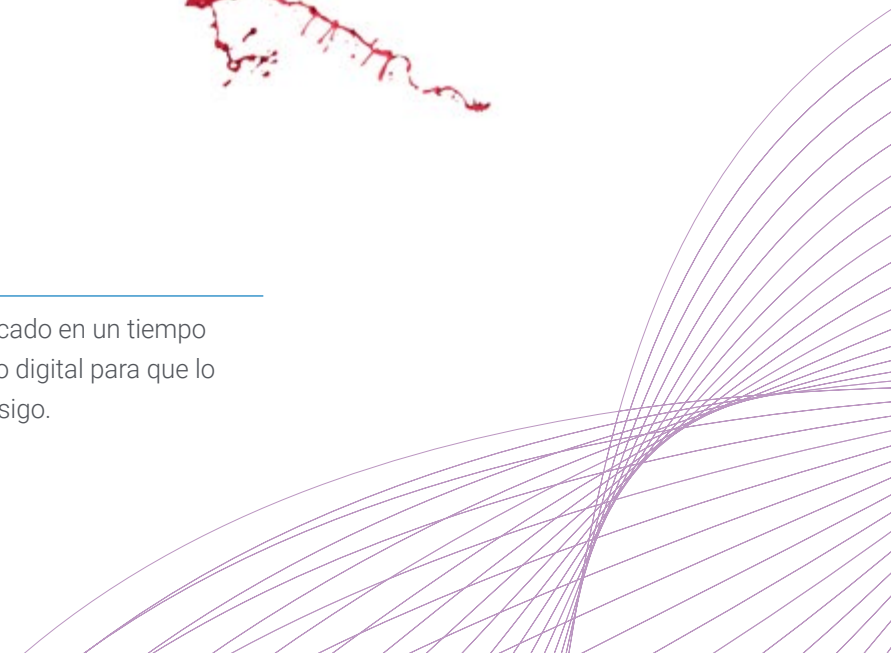 cado en un tiempo
o digital para que lo
sigo.